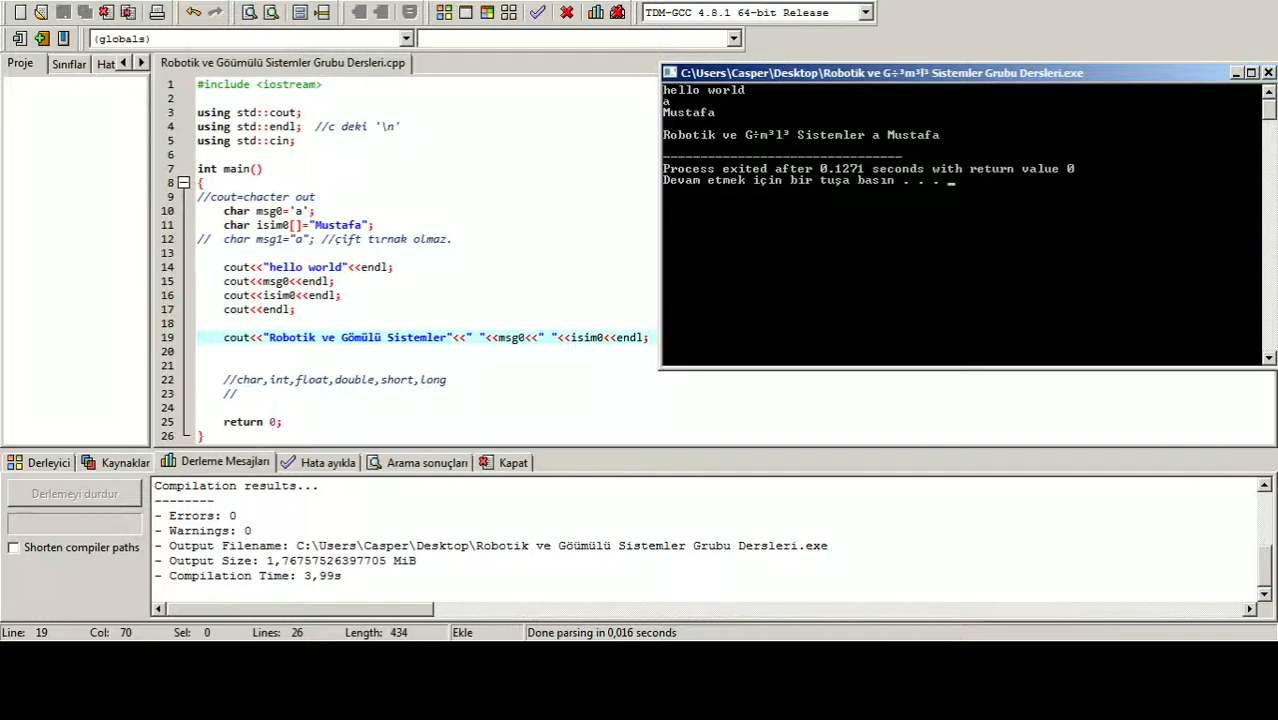 TDM-GCC 4.8.1 64-bit Release
(globals)
Proje Sınıflar Hat
Robotik ve Göümülü Sistemler Grubu Dersleri.cpp
1 #include <iostream>
2
3 using std::cout;
4 using std::endl; //c deki '\n'
5 using std::cin;
6
7 int main()
8 {
9 //cout=chacter out
10 char msg0='a';
11 char isim0[]="Mustafa";
12 // char msg1="a"; //çift tırnak olmaz.
13
14 cout<<"hello world"<<endl;
15 cout<<msg0<<endl;
16 cout<<isim0<<endl;
17 cout<<endl;
18
19 cout<<"Robotik ve Gömülü Sistemler"<<" "<<msg0<<" "<<isim0<<endl;
20
21
22 //char,int,float,double,short,long
23 //
24
25 return 0;
26 }
C:\Users\Casper\Desktop\Robotik ve G÷³m³l³ Sistemler Grubu Dersleri.exe
hello world
a
Mustafa
Robotik ve G÷m³l³ Sistemler a Mustafa
--------------------------------
Process exited after 0.1271 seconds with return value 0
Devam etmek için bir tuşa basın . . . _
Derleyici Kaynaklar Derleme Mesajları Hata ayıkla Arama sonuçları Kapat
Derlemeyi durdur
Shorten compiler paths
Compilation results...
--------
- Errors: 0
- Warnings: 0
- Output Filename: C:\Users\Casper\Desktop\Robotik ve Göümülü Sistemler Grubu Dersleri.exe
- Output Size: 1,76757526397705 MiB
- Compilation Time: 3,99s
Line: 19 Col: 70 Sel: 0 Lines: 26 Length: 434 Ekle Done parsing in 0,016 seconds